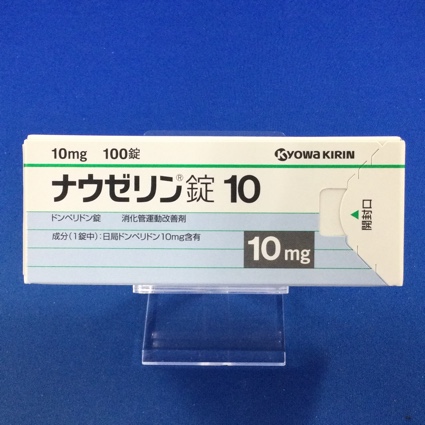 10mg 100錠
KYOWA KIRIN
ナウゼリン®錠 10
ドンペリドン錠 消化管運動改善剤
成分(1錠中):日局ドンペリドン10mg含有
10 mg
開封口